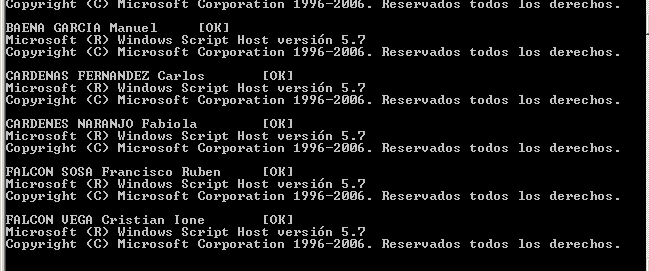 Copyright (C) Microsoft Corporation 1996-2006. Reservados todos los derechos.
BAENA GARCIA Manuel [OK]
Microsoft (R) Windows Script Host versión 5.7
Copyright (C) Microsoft Corporation 1996-2006. Reservados todos los derechos.
CARDENAS FERNANDEZ Carlos [OK]
Microsoft (R) Windows Script Host versión 5.7
Copyright (C) Microsoft Corporation 1996-2006. Reservados todos los derechos.
CARDENES NARANJO Fabiola [OK]
Microsoft (R) Windows Script Host versión 5.7
Copyright (C) Microsoft Corporation 1996-2006. Reservados todos los derechos.
FALCON SOSA Francisco Ruben [OK]
Microsoft (R) Windows Script Host versión 5.7
Copyright (C) Microsoft Corporation 1996-2006. Reservados todos los derechos.
FALCON VEGA Cristian Ione [OK]
Microsoft (R) Windows Script Host versión 5.7
Copyright (C) Microsoft Corporation 1996-2006. Reservados todos los derechos.